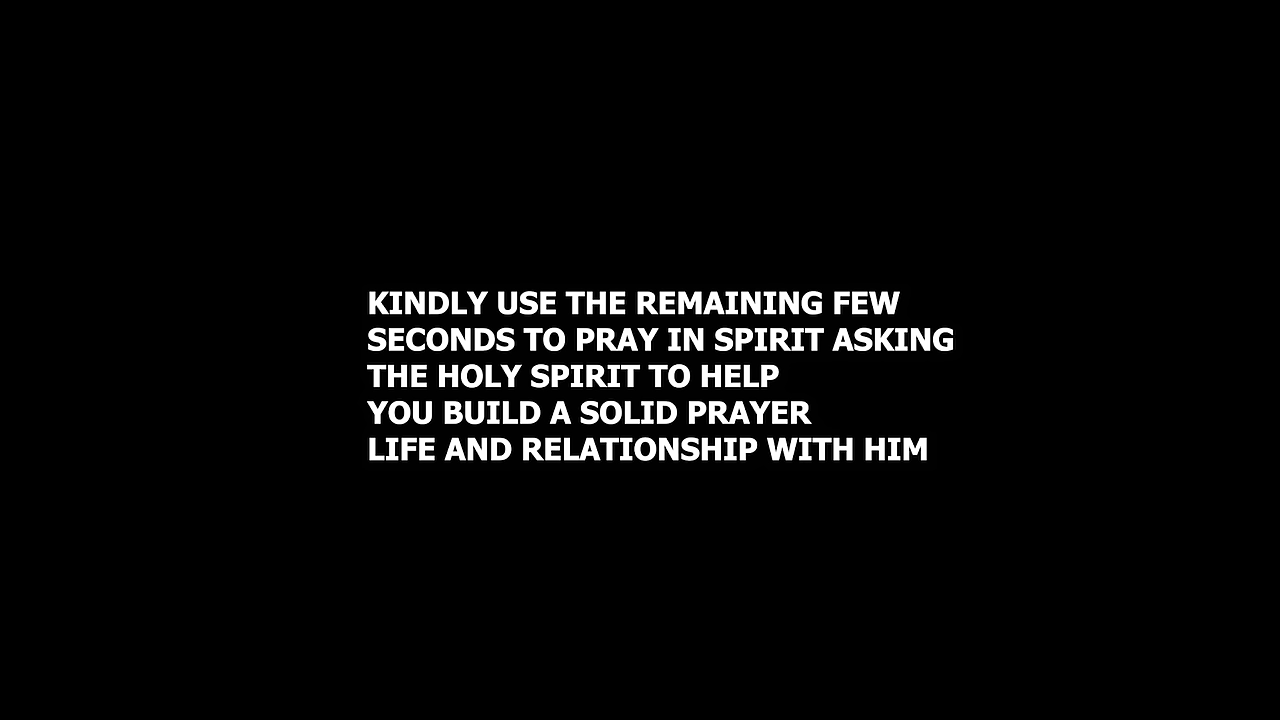 KINDLY USE THE REMAINING FEW
SECONDS TO PRAY IN SPIRIT ASKING
THE HOLY SPIRIT TO HELP
YOU BUILD A SOLID PRAYER
LIFE AND RELATIONSHIP WITH HIM